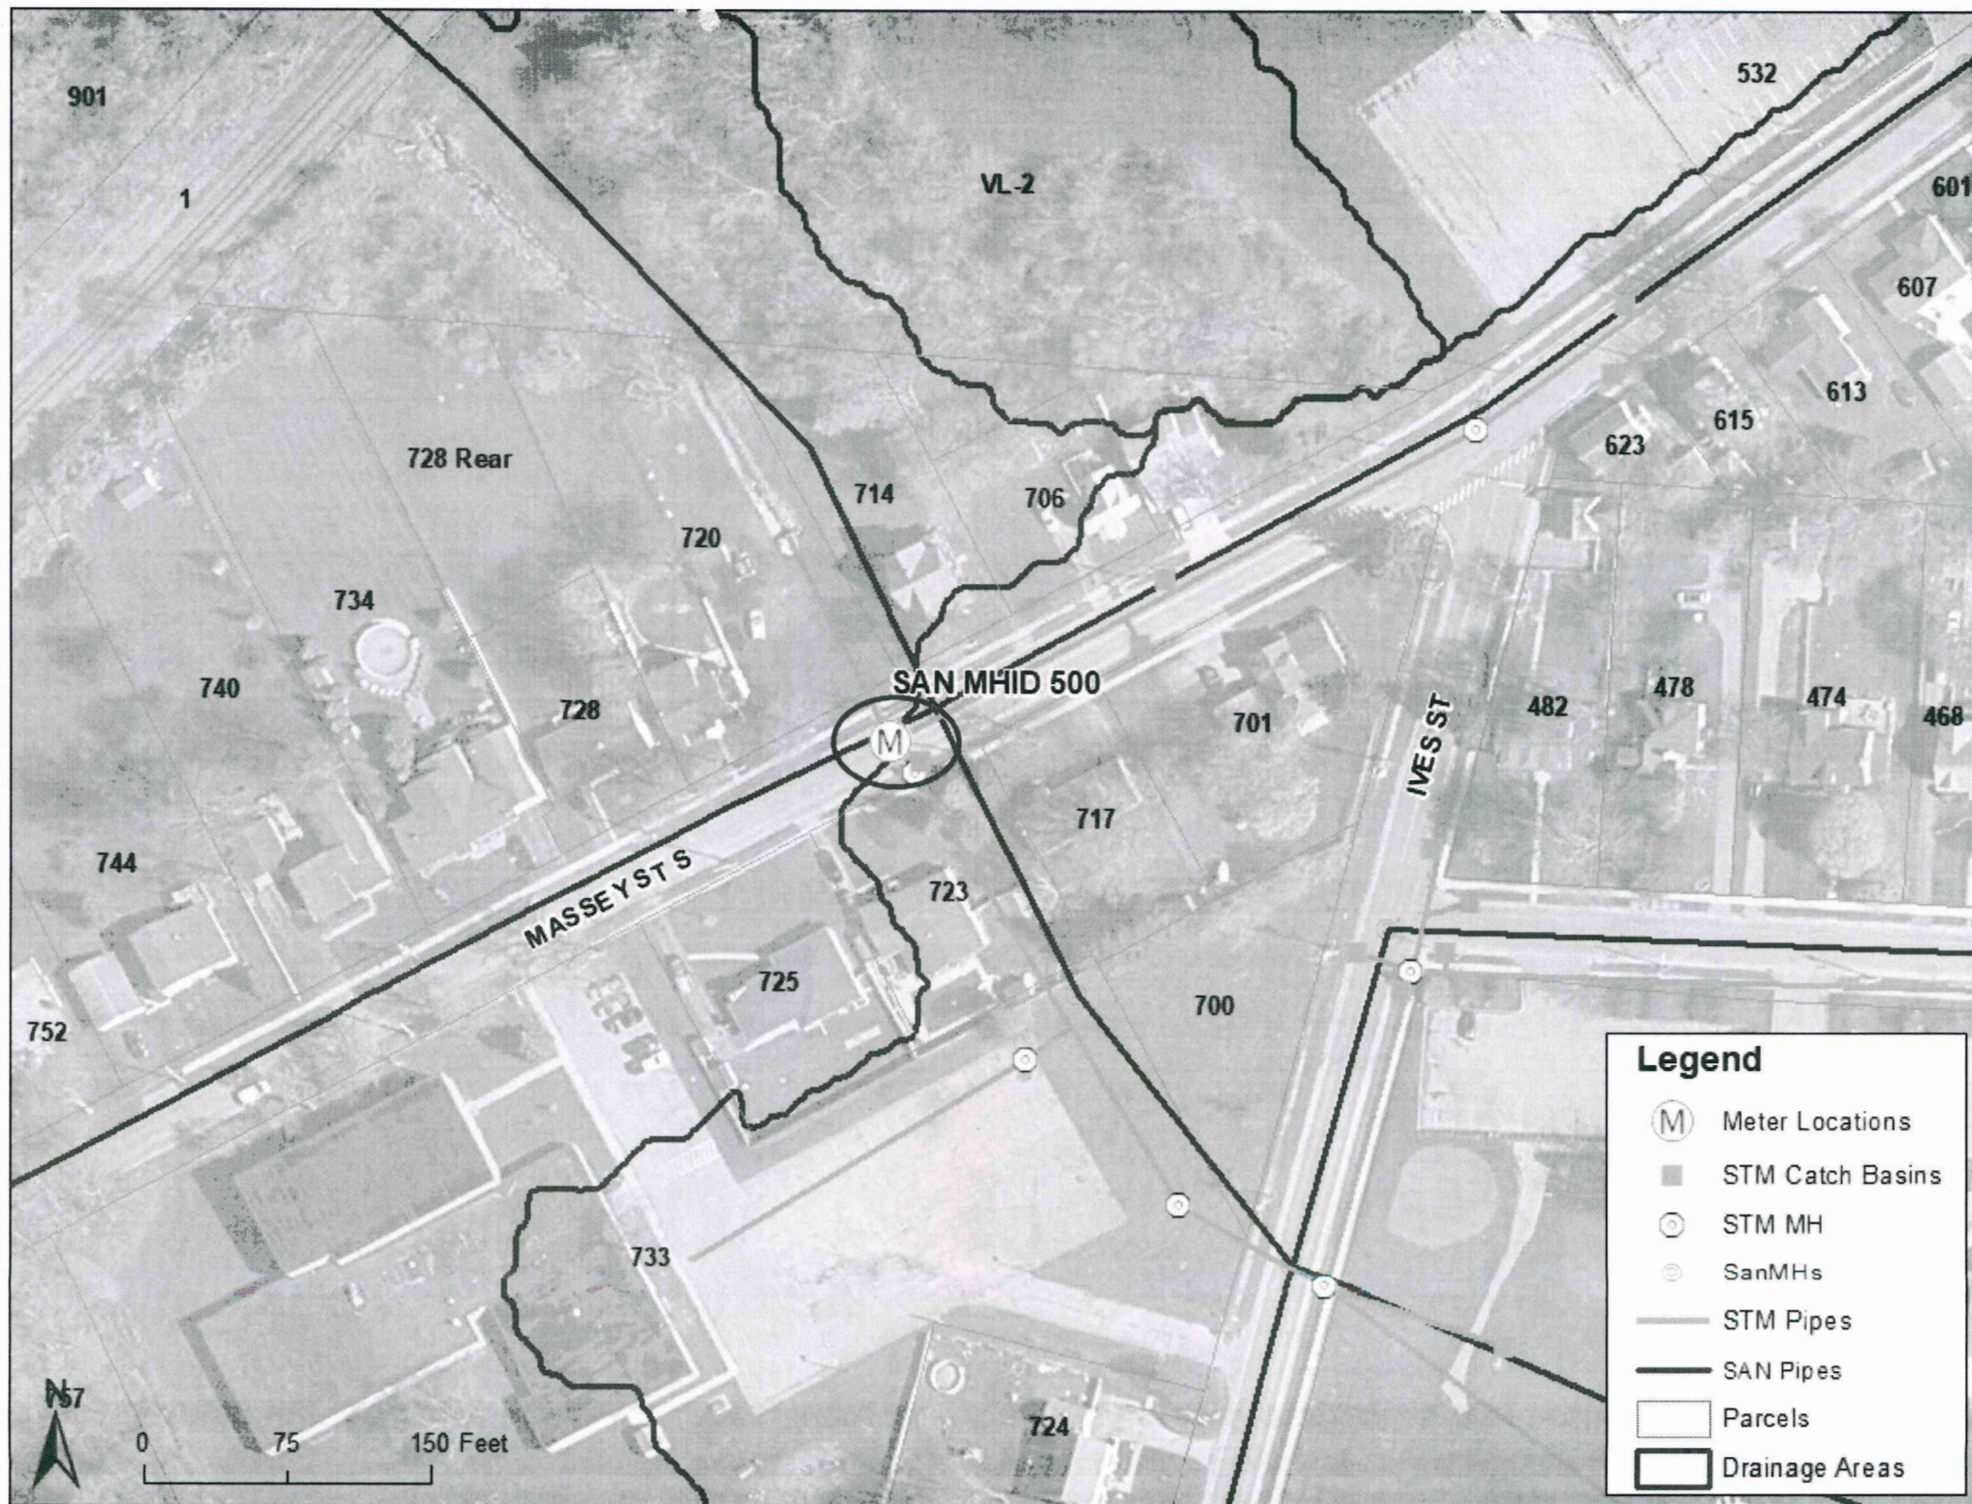 532
901
VL-2
601
1
607
613
615
728 Rear
623
714
706
720
734
SAN MHID 500
740
728
478
482
474
468
701
IVES ST
M
717
744
MASSEY ST S
723
725
700
752
733
757
N
724
0 75 150 Feet
Legend
M Meter Locations
STM Catch Basins
STM MH
SanMHs
STM Pipes
SAN Pipes
Parcels
Drainage Areas